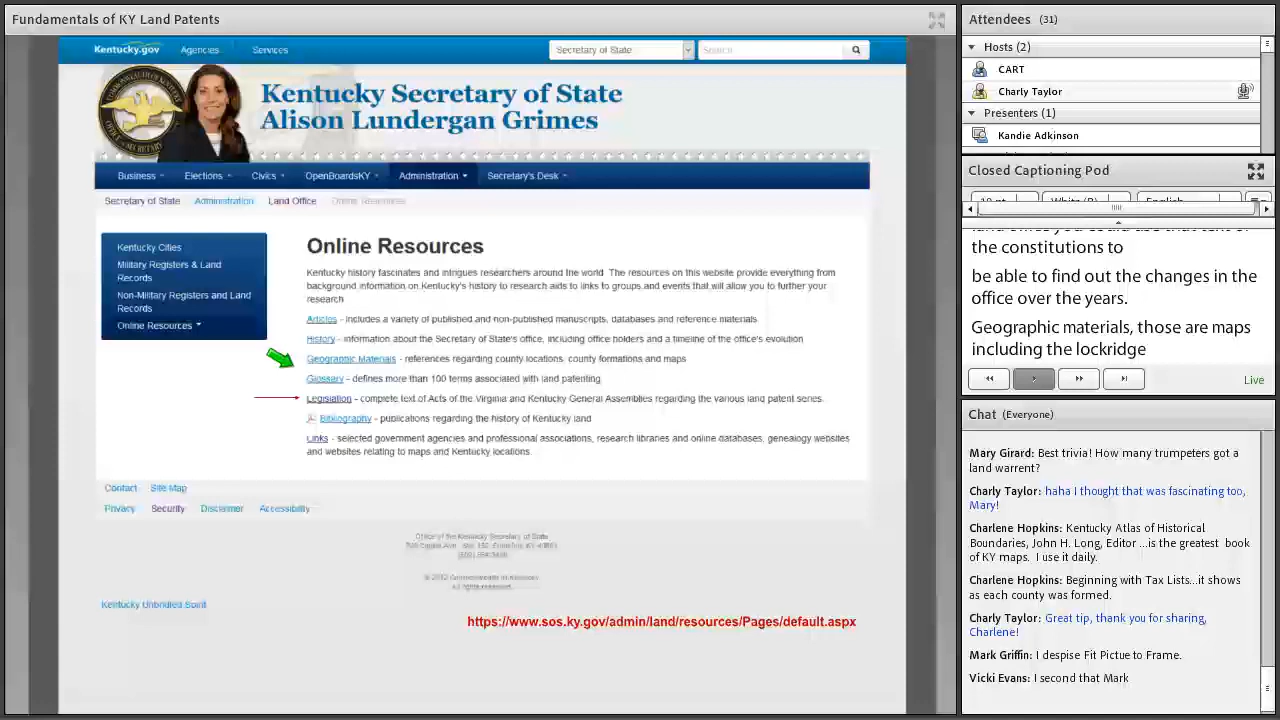 Fundamentals of KY Land Patents
Kentucky.gov Agencies Services
Secretary of State Search
Kentucky Secretary of State
Alison Lundergan Grimes
Business Elections Civics OpenBoardsKY Administration Secretary's Desk
Secretary of State Administration Land Office Online Resources
Kentucky Cities
Military Registers & Land
Records
Non-Military Registers and Land
Records
Online Resources
Online Resources
Kentucky history fascinates and intrigues researchers around the world. The resources on this website provide everything from
background information on Kentucky's history to research aids to links to groups and events that will allow you to further your
research
Articles - includes a variety of published and non-published manuscripts, databases and reference materials
History - information about the Secretary of State's office, including office holders and a timeline of the office's evolution
Geographic Materials - references regarding county locations, county formations and maps
Glossary - defines more than 100 terms associated with land patenting
Legislation - complete text of Acts of the Virginia and Kentucky General Assemblies regarding the various land patent series.
Bibliography - publications regarding the history of Kentucky land
Links - selected government agencies and professional associations, research libraries and online databases, genealogy websites
and websites relating to maps and Kentucky locations.
Contact Site Map
Privacy Security Disclaimer Accessibility
Office of the Kentucky Secretary of State
© 2012 Commonwealth of Kentucky
All rights reserved.
Kentucky Unbridled Spirit
https://www.sos.ky.gov/admin/land/resources/Pages/default.aspx
Attendees (31)
Hosts (2)
CART
Charly Taylor
Presenters (1)
Kandie Adkinson
Closed Captioning Pod
English
the constitutions to
be able to find out the changes in the
office over the years.
Geographic materials, those are maps
including the lockridge
Live
Chat (Everyone)
Mary Girard: Best trivia! How many trumpeters got a
land warrent?
Charly Taylor: haha I thought that was fascinating too,
Mary!
Charlene Hopkins: Kentucky Atlas of Historical
Boundaries, John H. Long, Editor ...is the greatest book
of KY maps. I use it daily.
Charlene Hopkins: Beginning with Tax Lists..it shows
as each county was formed.
Charly Taylor: Great tip, thank you for sharing,
Charlene!
Mark Griffin: I despise Fit Pictue to Frame.
Vicki Evans: I second that Mark